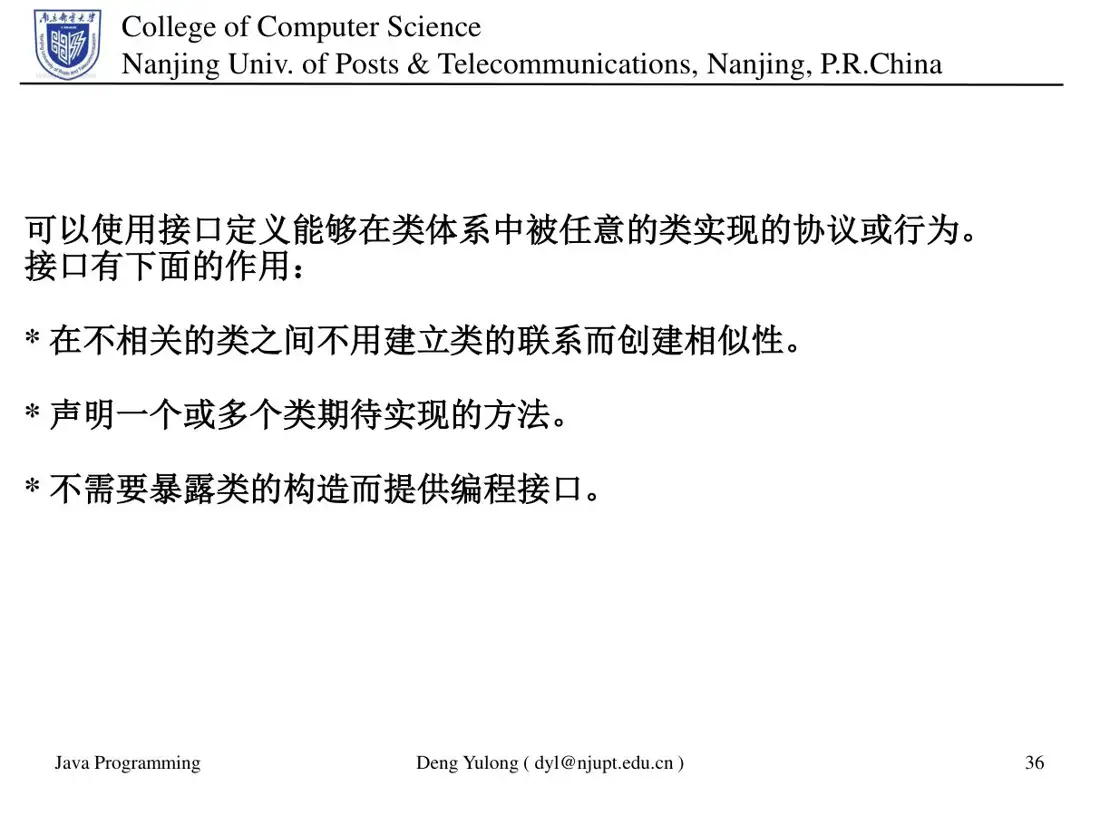 College of Computer Science
Nanjing Univ. of Posts & Telecommunications, Nanjing, P.R.China
可以使用接口定义能够在类体系中被任意的类实现的协议或行为。
接口有下面的作用：
* 在不相关的类之间不用建立类的联系而创建相似性。
* 声明一个或多个类期待实现的方法。
* 不需要暴露类的构造而提供编程接口。
Java Programming
Deng Yulong ( dyl@njupt.edu.cn )
36